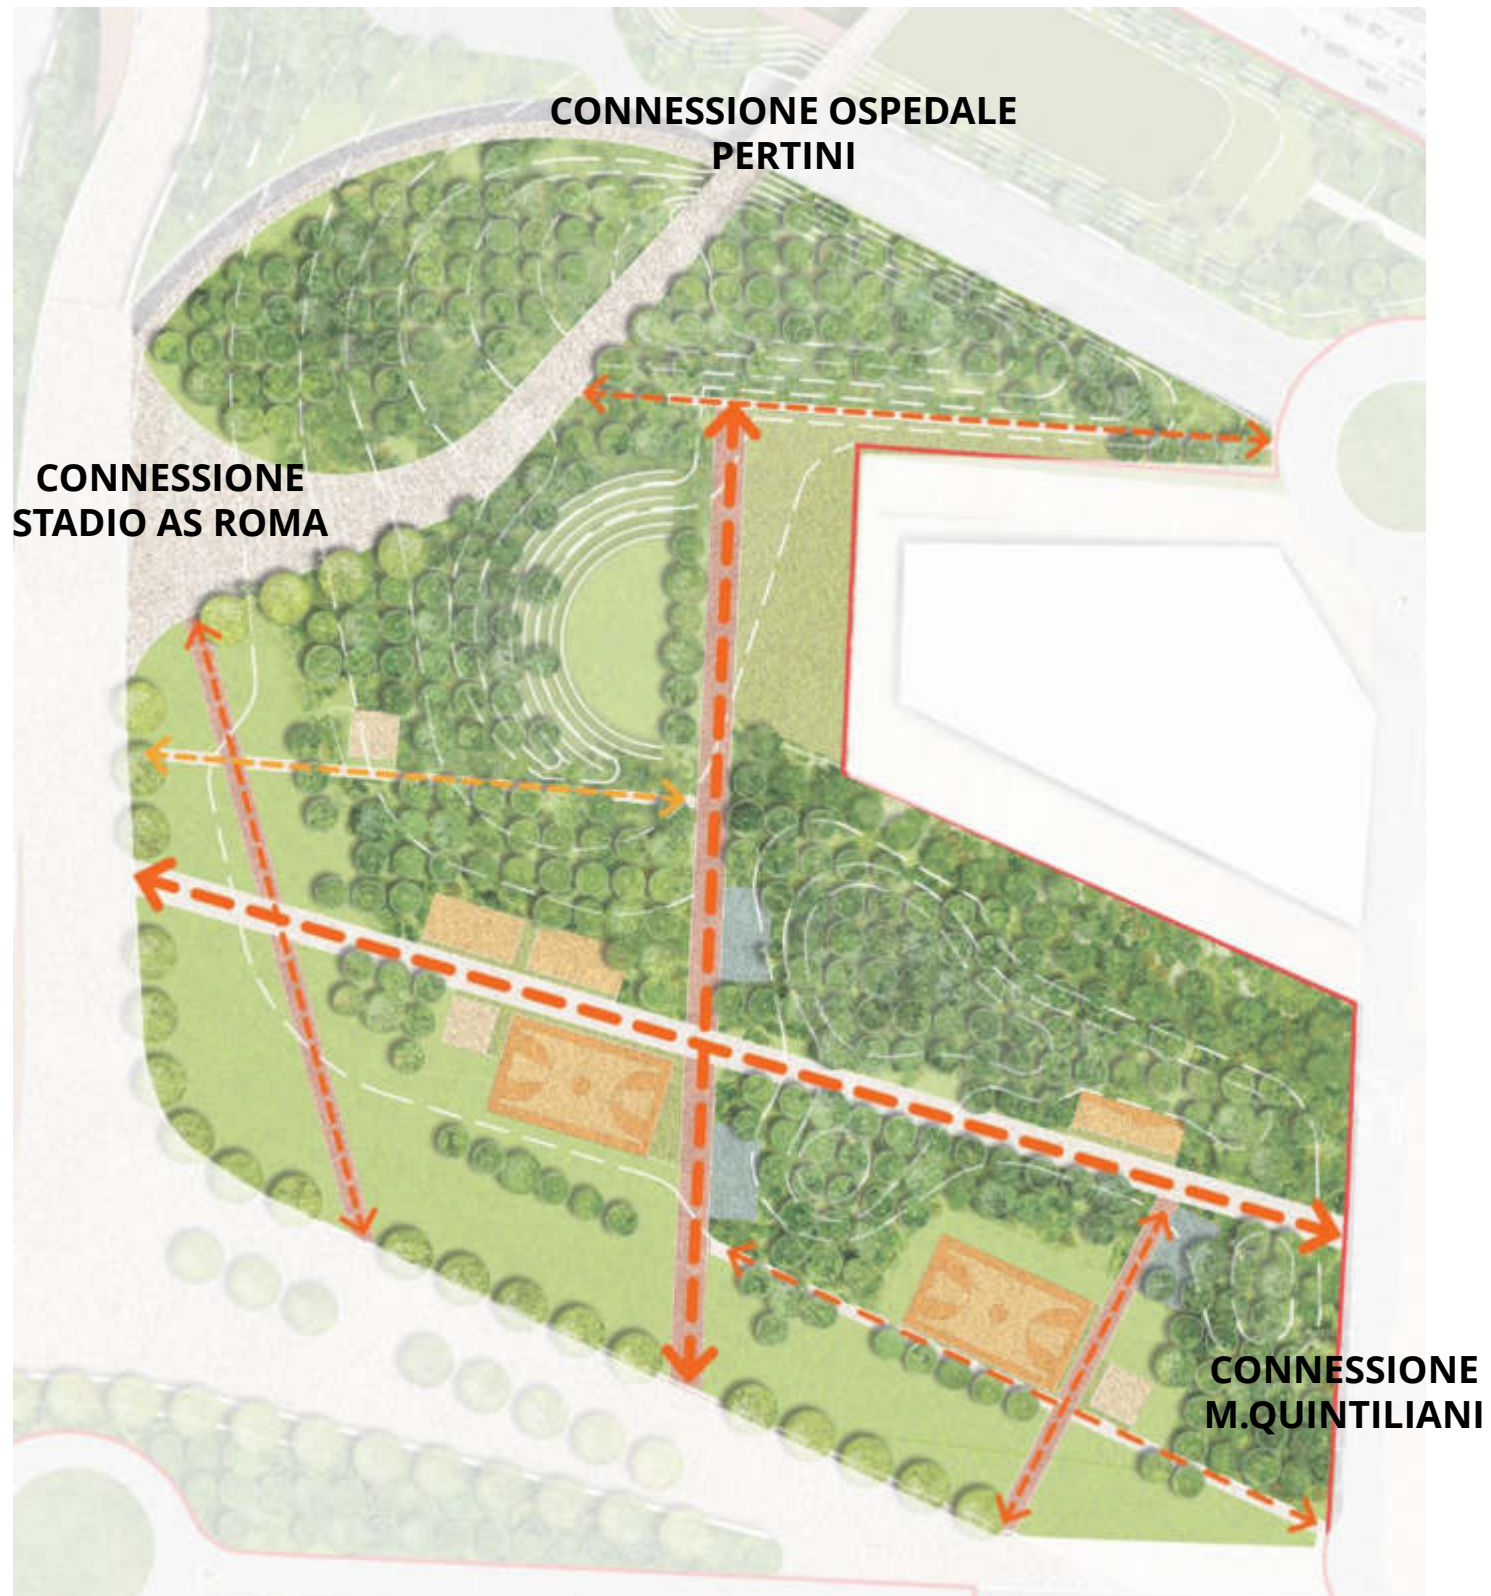 CONNESSIONE OSPEDALE
PERTINI
CONNESSIONE
STADIO AS ROMA
CONNESSIONE
M.QUINTILIANI